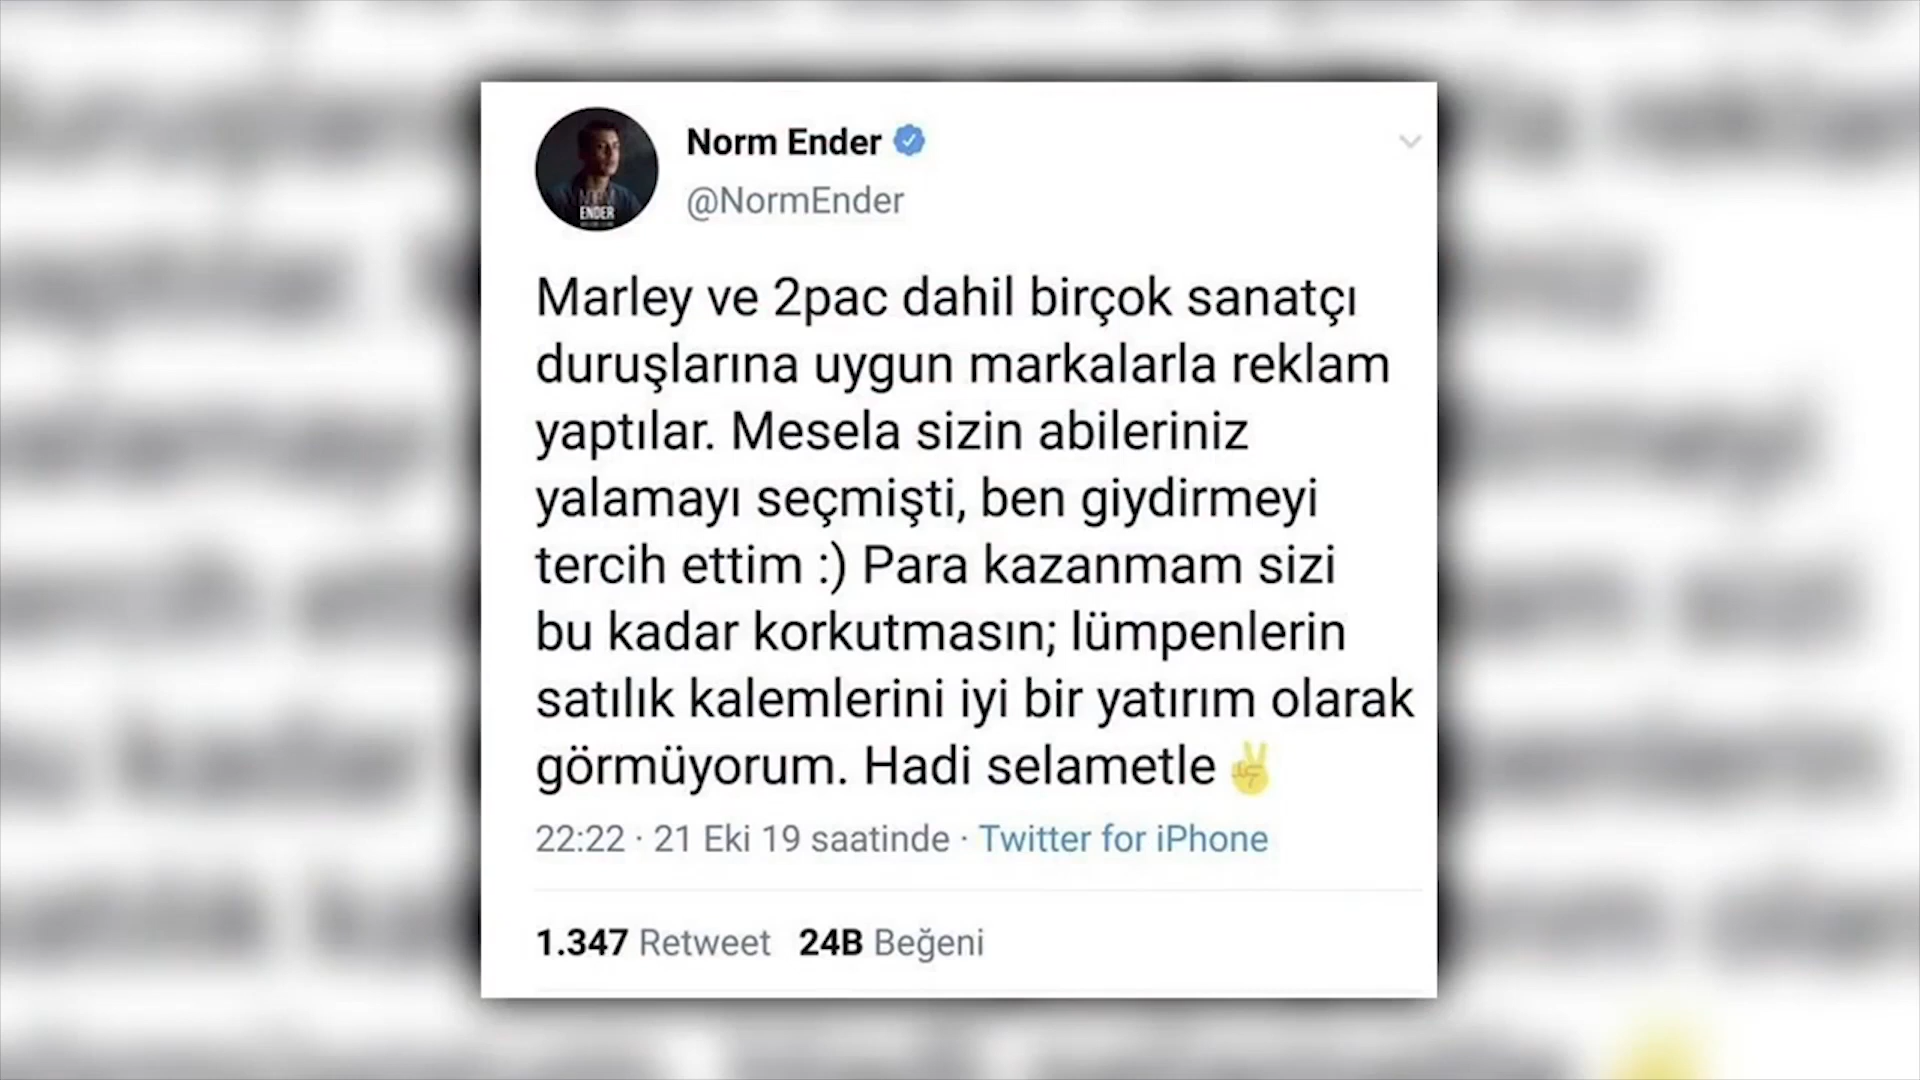 Norm Ender
@NormEnder
NORM
ENDER
Marley ve 2pac dahil birçok sanatçı
duruşlarına uygun markalarla reklam
yaptılar. Mesela sizin abileriniz
yalamayı seçmişti, ben giydirmeyi
tercih ettim :) Para kazanmam sizi
bu kadar korkutmasın; lümpenlerin
satılık kalemlerini iyi bir yatırım olarak
görmüyorum. Hadi selametle ✌
22:22 · 21 Eki 19 saatinde · Twitter for iPhone
1.347 Retweet 24B Beğeni